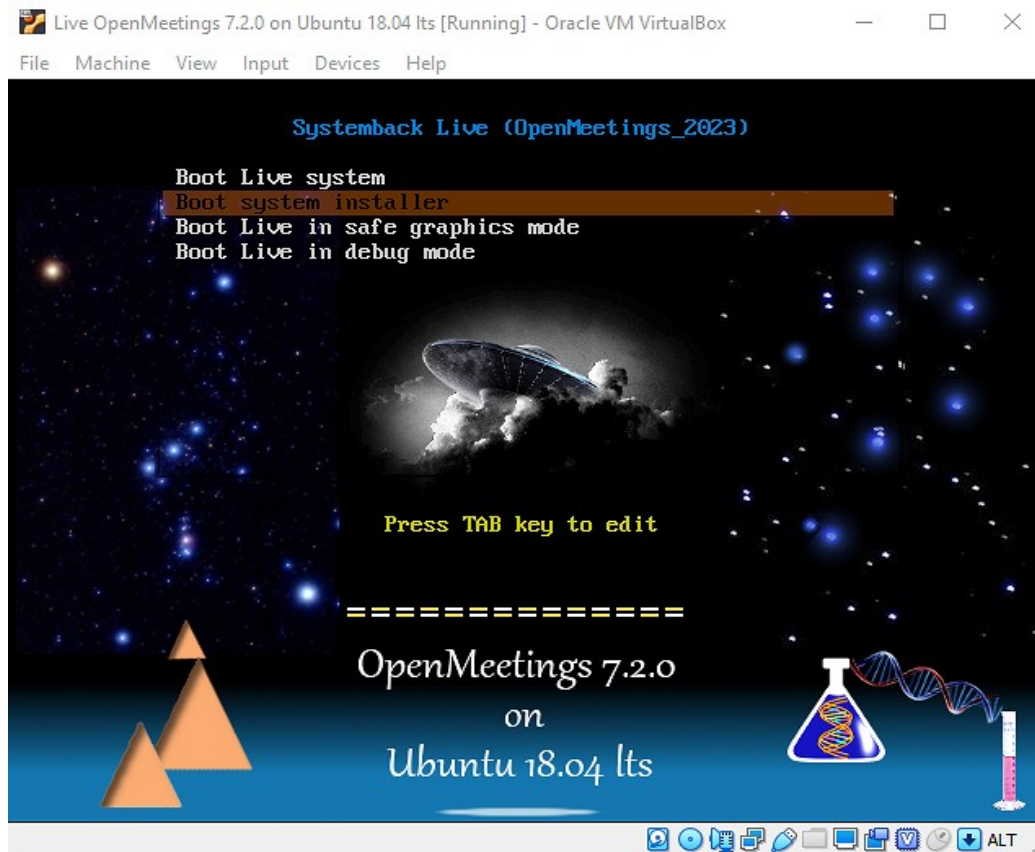 Live OpenMeetings 7.2.0 on Ubuntu 18.04 lts [Running] - Oracle VM VirtualBox
File Machine View Input Devices Help
Systemback Live (OpenMeetings_2023)
Boot Live system
Boot system installer
Boot Live in safe graphics mode
Boot Live in debug mode
Press TAB key to edit
==============
OpenMeetings 7.2.0
on
Ubuntu 18.04 lts
ALT